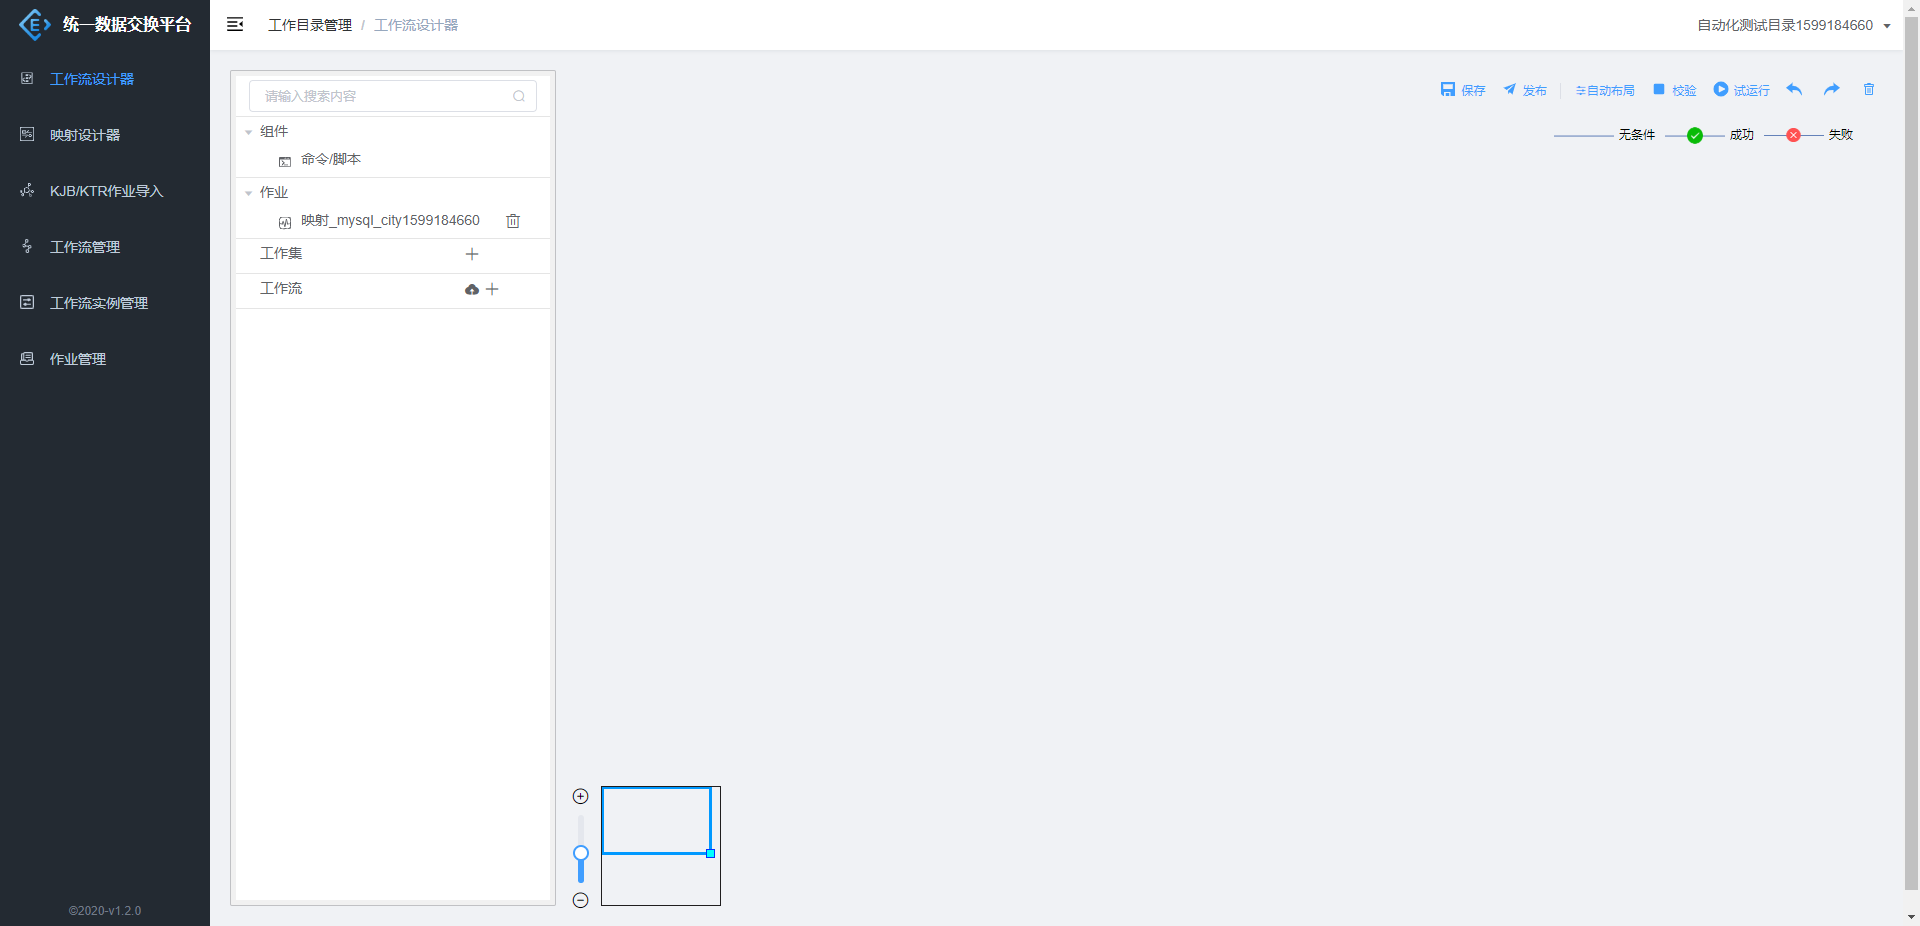 统一数据交换平台
工作流设计器
映射设计器
KJB/KTR作业导入
工作流管理
工作流实例管理
作业管理
©2020-v1.2.0
工作目录管理 / 工作流设计器
自动化测试目录1599184660
请输入搜索内容
组件
命令/脚本
作业
映射_mysql_city1599184660
工作集
工作流
保存 发布 自动布局 校验 试运行
无条件 成功 失败